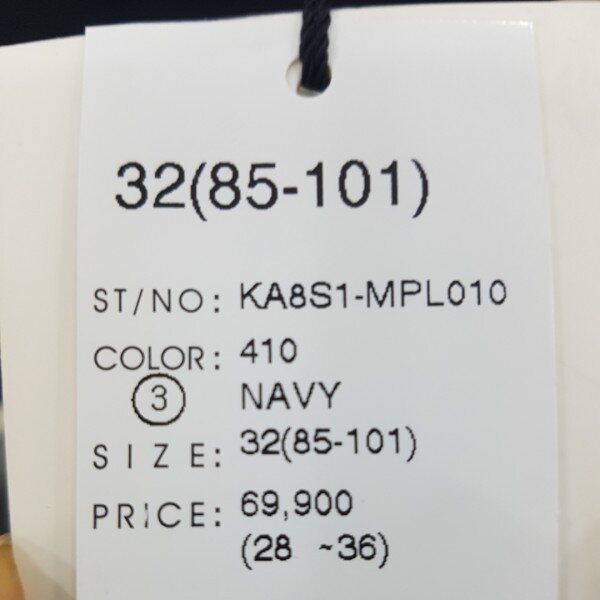 32(85-101)
ST/NO: KA8S1-MPL010
COLOR: 410
3 NAVY
SIZE: 32(85-101)
PRICE: 69,900
(28 ~36)